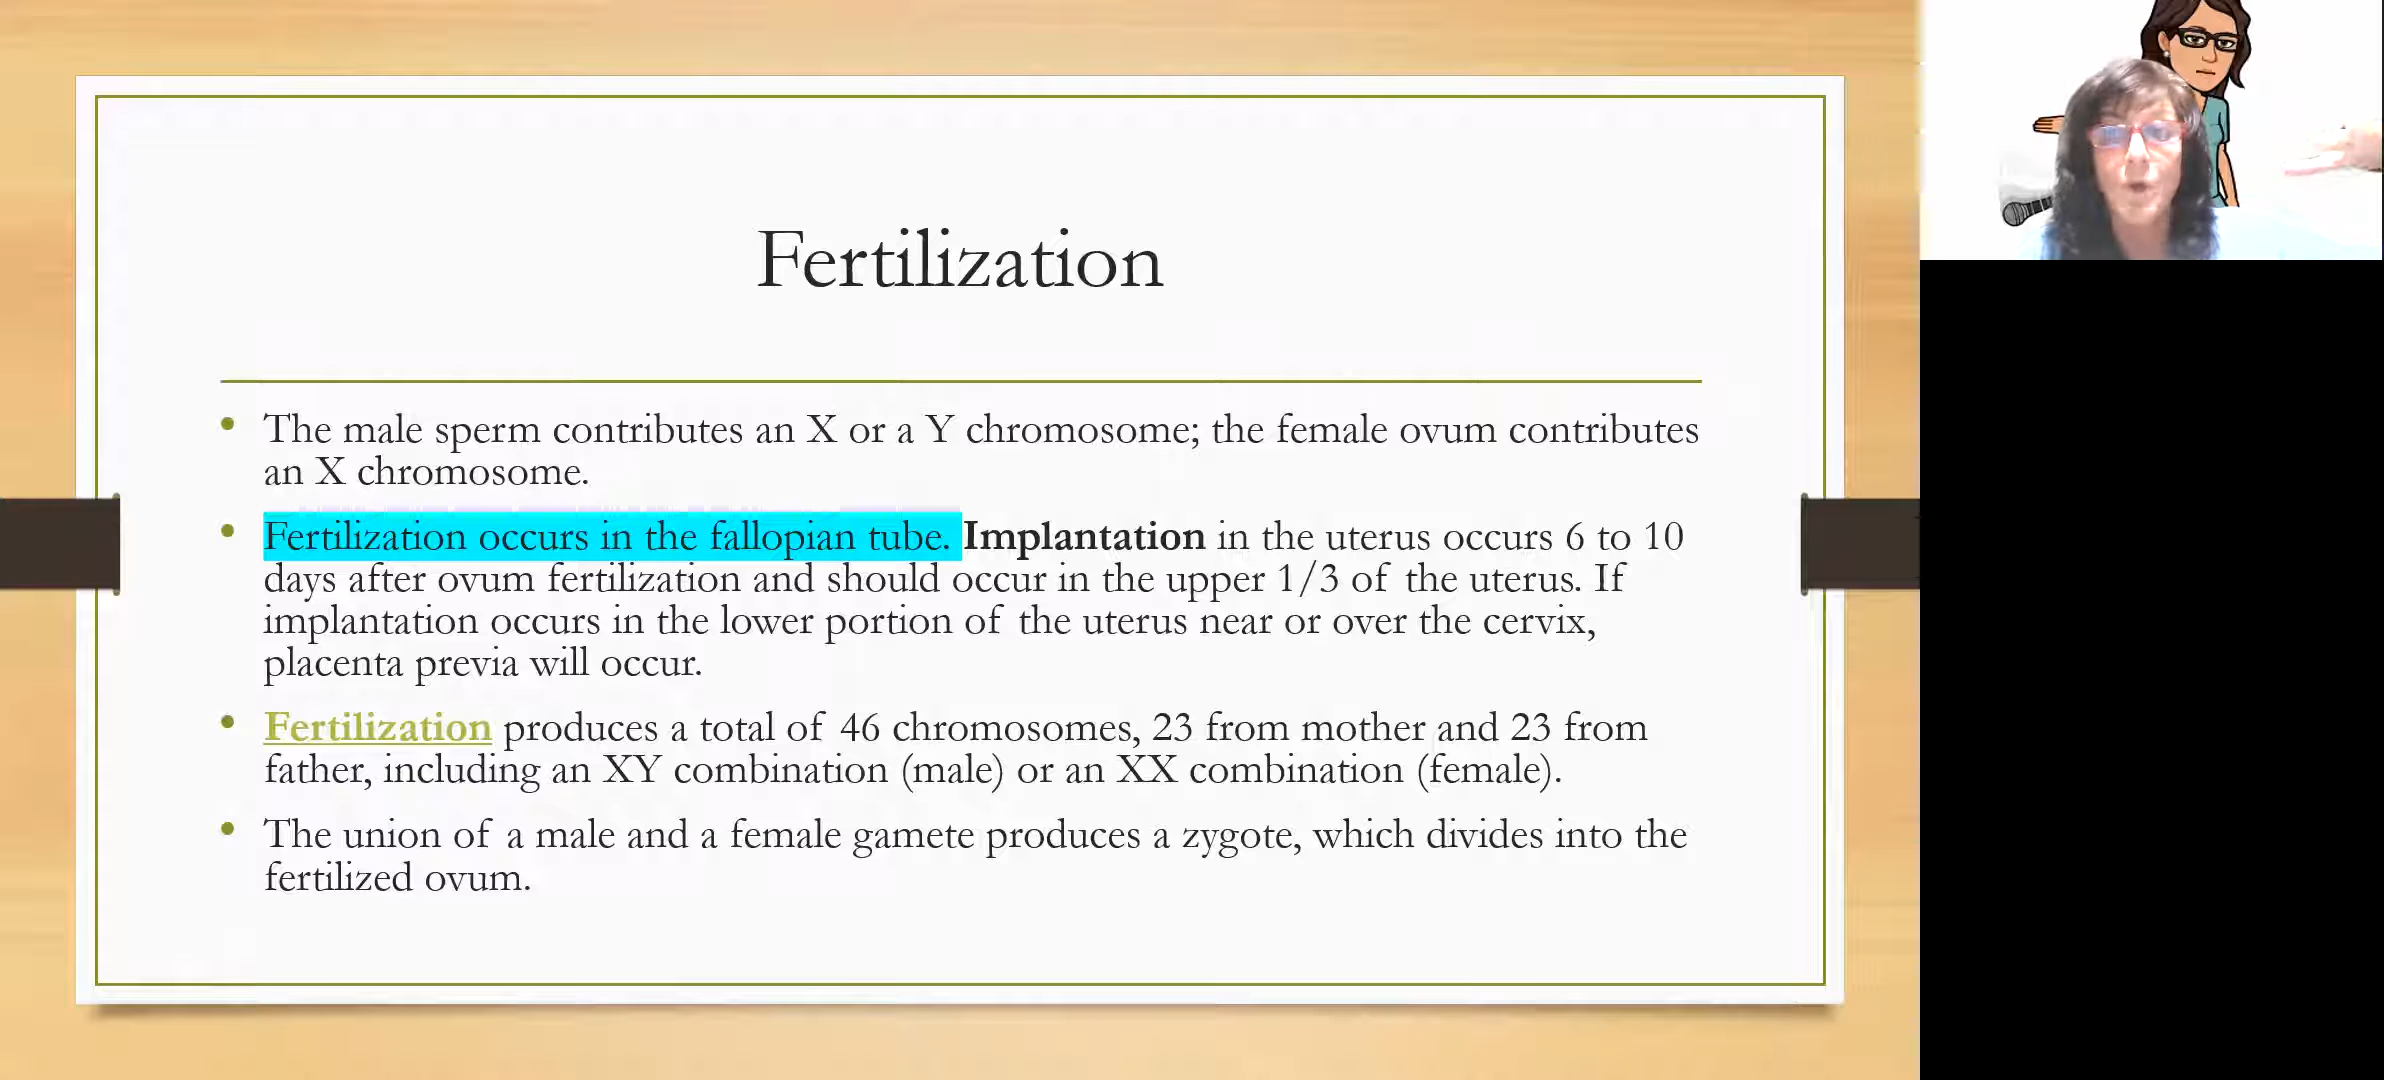 Fertilization
• The male sperm contributes an X or a Y chromosome; the female ovum contributes
an X chromosome.
• Fertilization occurs in the fallopian tube. Implantation in the uterus occurs 6 to 10
days after ovum fertilization and should occur in the upper 1/3 of the uterus. If
implantation occurs in the lower portion of the uterus near or over the cervix,
placenta previa will occur.
• Fertilization produces a total of 46 chromosomes, 23 from mother and 23 from
father, including an XY combination (male) or an XX combination (female).
• The union of a male and a female gamete produces a zygote, which divides into the
fertilized ovum.